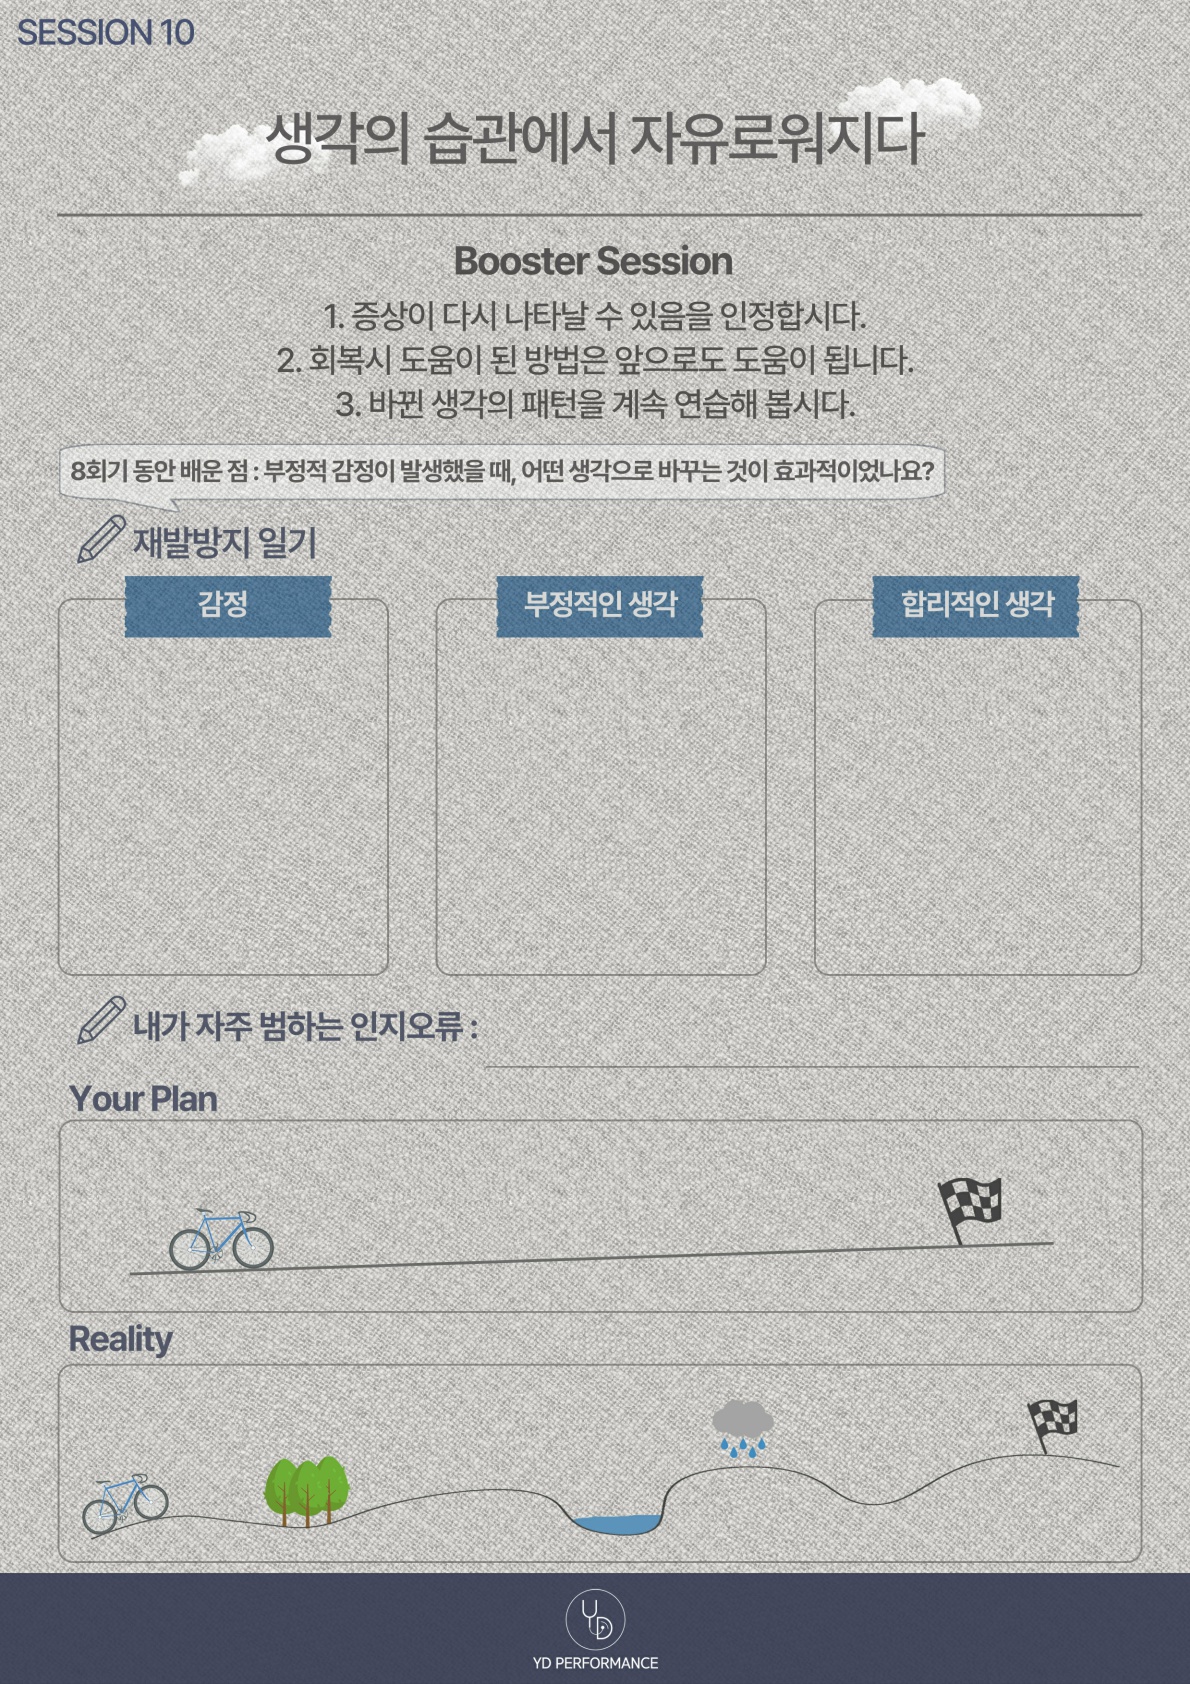 SESSION 10
생각의 습관에서 자유로워지다
Booster Session
1. 증상이 다시 나타날 수 있음을 인정합시다.
2. 회복시 도움이 된 방법은 앞으로도 도움이 됩니다.
3. 바뀐 생각의 패턴을 계속 연습해 봅시다.
8회기 동안 배운 점 : 부정적 감정이 발생했을 때, 어떤 생각으로 바꾸는 것이 효과적이었나요?
재발방지 일기
감정
부정적인 생각
합리적인 생각
내가 자주 범하는 인지오류 :
Your Plan
Reality
YD
YD PERFORMANCE